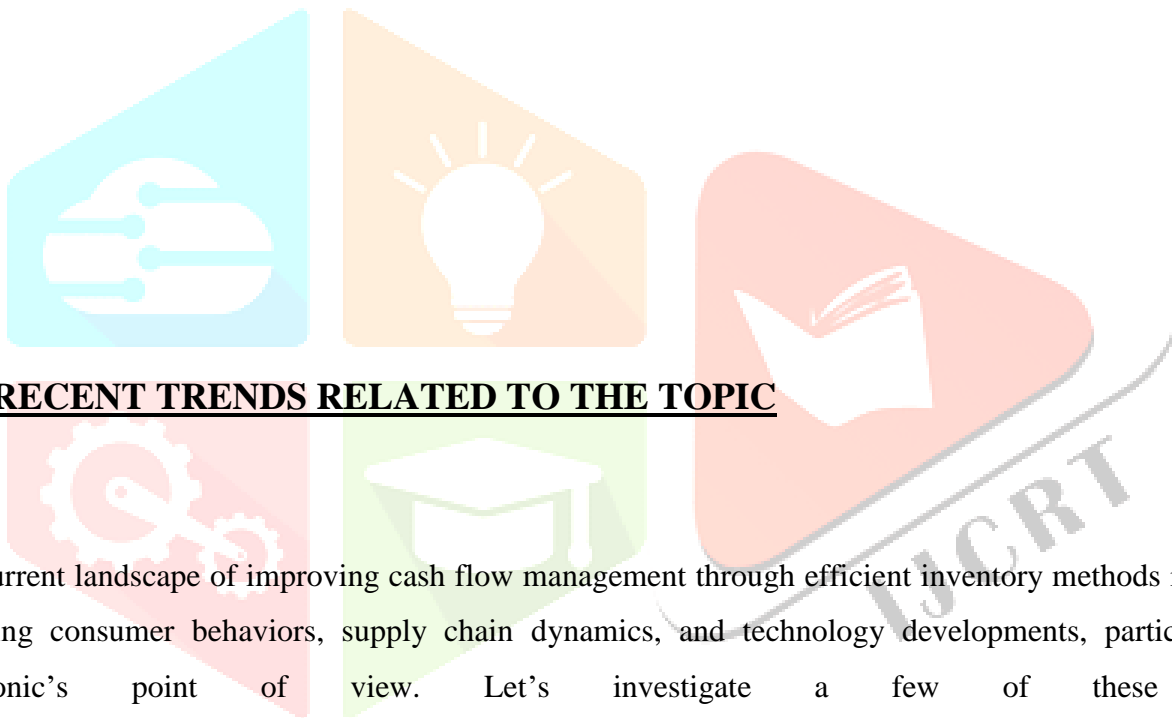 RECENT TRENDS RELATED TO THE TOPIC
urrent landscape of improving cash flow management through efficient inventory methods
ing consumer behaviors, supply chain dynamics, and technology developments, partic
onic’s point of view. Let’s investigate a few of these
IJCRT